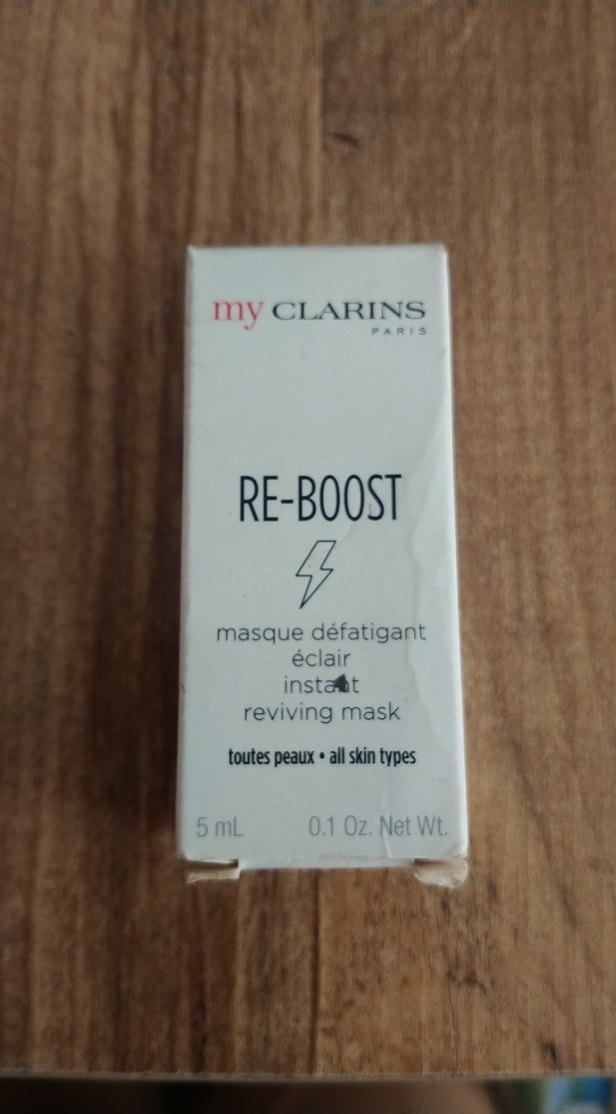 my CLARINS
PARIS
RE-BOOST
masque défatigant
éclair
instant
reviving mask
toutes peaux • all skin types
5 mL 0.1 Oz. Net Wt.